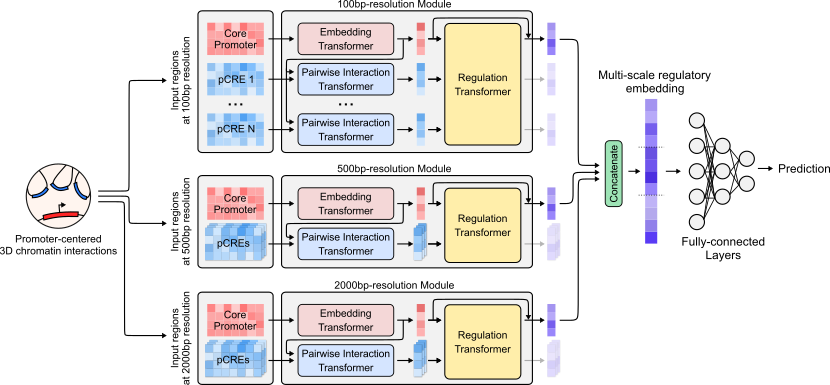 100bp-resolution Module
Input regions
at 100bp resolution
Core
Promoter
pCRE 1
...
pCRE N
Embedding
Transformer
Pairwise Interaction
Transformer
...
Pairwise Interaction
Transformer
Regulation
Transformer
500bp-resolution Module
Input regions
at 500bp resolution
Core
Promoter
pCREs
Embedding
Transformer
Pairwise Interaction
Transformer
Regulation
Transformer
2000bp-resolution Module
Input regions
at 2000bp resolution
Core
Promoter
pCREs
Embedding
Transformer
Pairwise Interaction
Transformer
Regulation
Transformer
Promoter-centered
3D chromatin interactions
Concatenate
Multi-scale regulatory
embedding
Fully-connected
Layers
Prediction